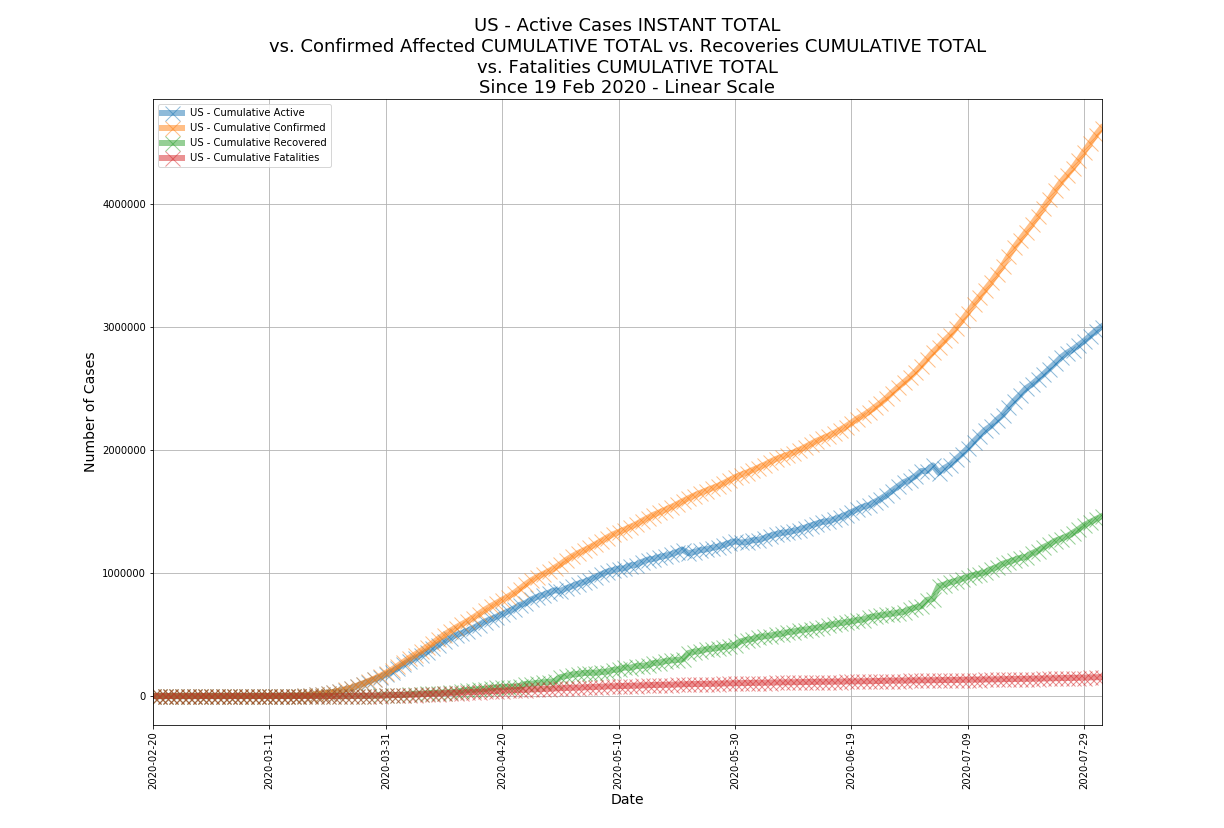 US - Active Cases INSTANT TOTAL
vs. Confirmed Affected CUMULATIVE TOTAL vs. Recoveries CUMULATIVE TOTAL
vs. Fatalities CUMULATIVE TOTAL
Since 19 Feb 2020 - Linear Scale
US - Cumulative Active
US - Cumulative Confirmed
US - Cumulative Recovered
US - Cumulative Fatalities
Number of Cases
4000000
3000000
2000000
1000000
0
2020-02-20
2020-03-11
2020-03-31
2020-04-20
2020-05-10
2020-05-30
2020-06-19
2020-07-09
2020-07-29
Date